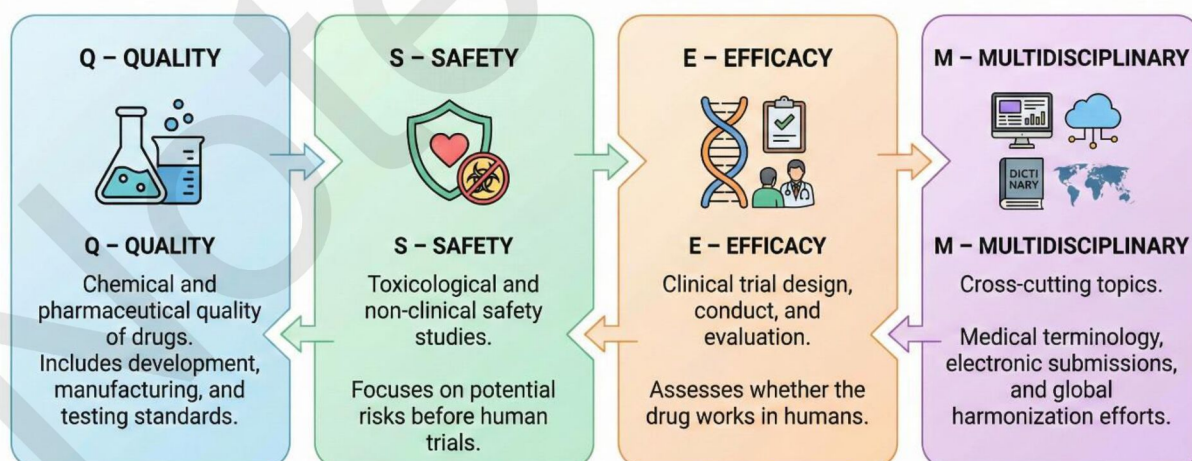 Q – QUALITY
Q – QUALITY
Chemical and
pharmaceutical quality
of drugs.
Includes development,
manufacturing, and
testing standards.
S – SAFETY
S – SAFETY
Toxicological and
non-clinical safety
studies.
Focuses on potential
risks before human
trials.
E – EFFICACY
E – EFFICACY
Clinical trial design,
conduct, and
evaluation.
Assesses whether the
drug works in humans.
M – MULTIDISCIPLINARY
DICTI
NARY
M – MULTIDISCIPLINARY
Cross-cutting topics.
Medical terminology,
electronic submissions,
and global
harmonization efforts.